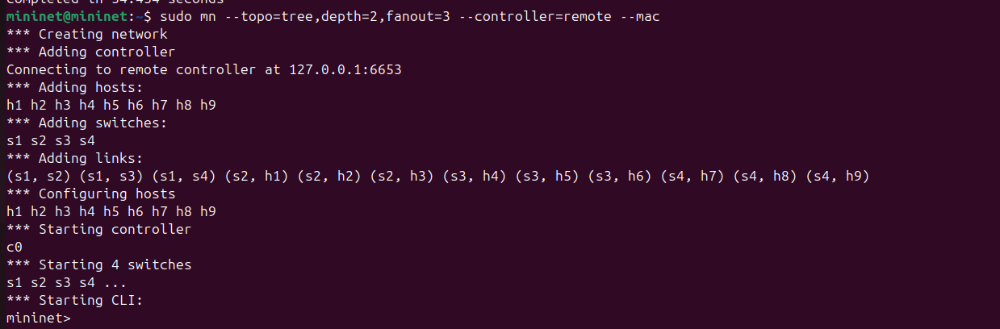 completed in 54.454 seconds
mininet@mininet:~$ sudo mn --topo=tree,depth=2,fanout=3 --controller=remote --mac
*** Creating network
*** Adding controller
Connecting to remote controller at 127.0.0.1:6653
*** Adding hosts:
h1 h2 h3 h4 h5 h6 h7 h8 h9
*** Adding switches:
s1 s2 s3 s4
*** Adding links:
(s1, s2) (s1, s3) (s1, s4) (s2, h1) (s2, h2) (s2, h3) (s3, h4) (s3, h5) (s3, h6) (s4, h7) (s4, h8) (s4, h9)
*** Configuring hosts
h1 h2 h3 h4 h5 h6 h7 h8 h9
*** Starting controller
c0
*** Starting 4 switches
s1 s2 s3 s4 ...
*** Starting CLI:
mininet>